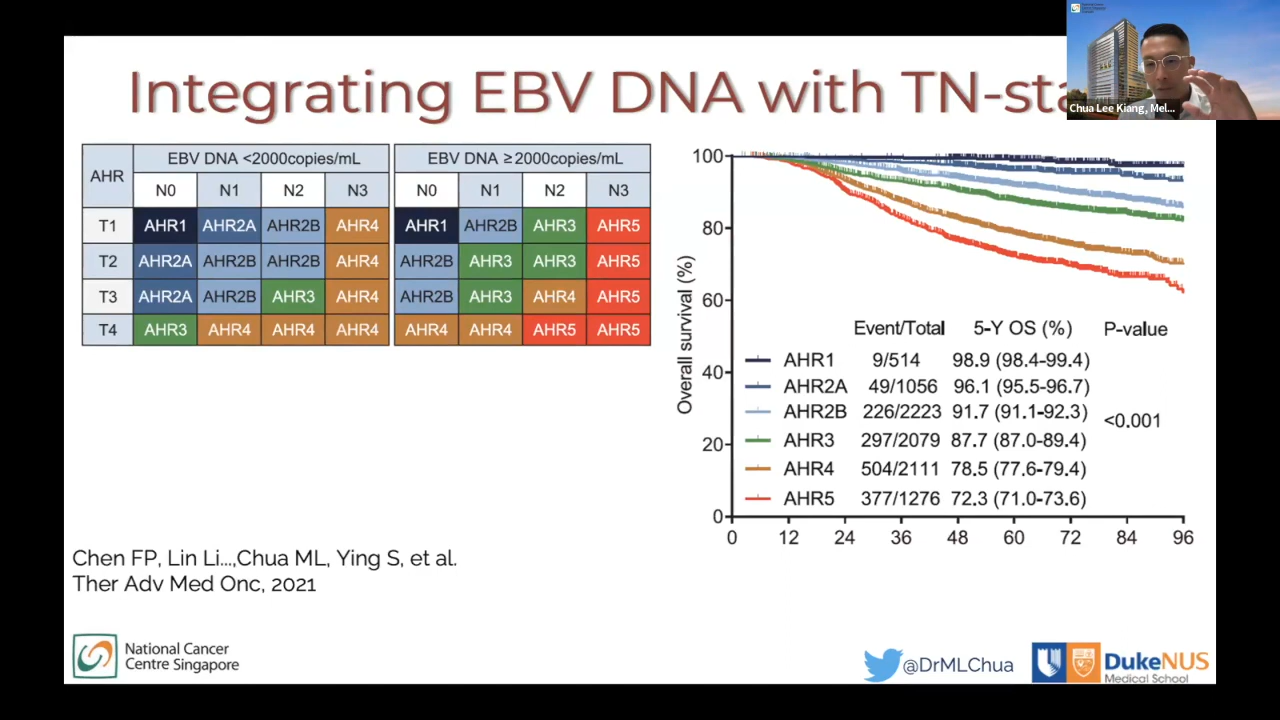 Integrating EBV DNA with TN-sta
Chua Lee Kiang, Mel...
AHR EBV DNA <2000copies/mL EBV DNA ≥2000copies/mL
N0 N1 N2 N3 N0 N1 N2 N3
T1 AHR1 AHR2A AHR2B AHR4 AHR1 AHR2B AHR3 AHR5
T2 AHR2A AHR2B AHR2B AHR4 AHR2B AHR3 AHR3 AHR5
T3 AHR2A AHR2B AHR3 AHR4 AHR2B AHR3 AHR4 AHR5
T4 AHR3 AHR4 AHR4 AHR4 AHR4 AHR4 AHR5 AHR5
Overall survival (%)
100
80
60
40
20
0
0 12 24 36 48 60 72 84 96
Event/Total 5-Y OS (%) P-value
AHR1 9/514 98.9 (98.4-99.4)
AHR2A 49/1056 96.1 (95.5-96.7)
AHR2B 226/2223 91.7 (91.1-92.3)
<0.001
AHR3 297/2079 87.7 (87.0-89.4)
AHR4 504/2111 78.5 (77.6-79.4)
AHR5 377/1276 72.3 (71.0-73.6)
Chen FP, Lin Li...,Chua ML, Ying S, et al.
Ther Adv Med Onc, 2021
National Cancer
Centre Singapore
@DrMLChua
DukeNUS
Medical School